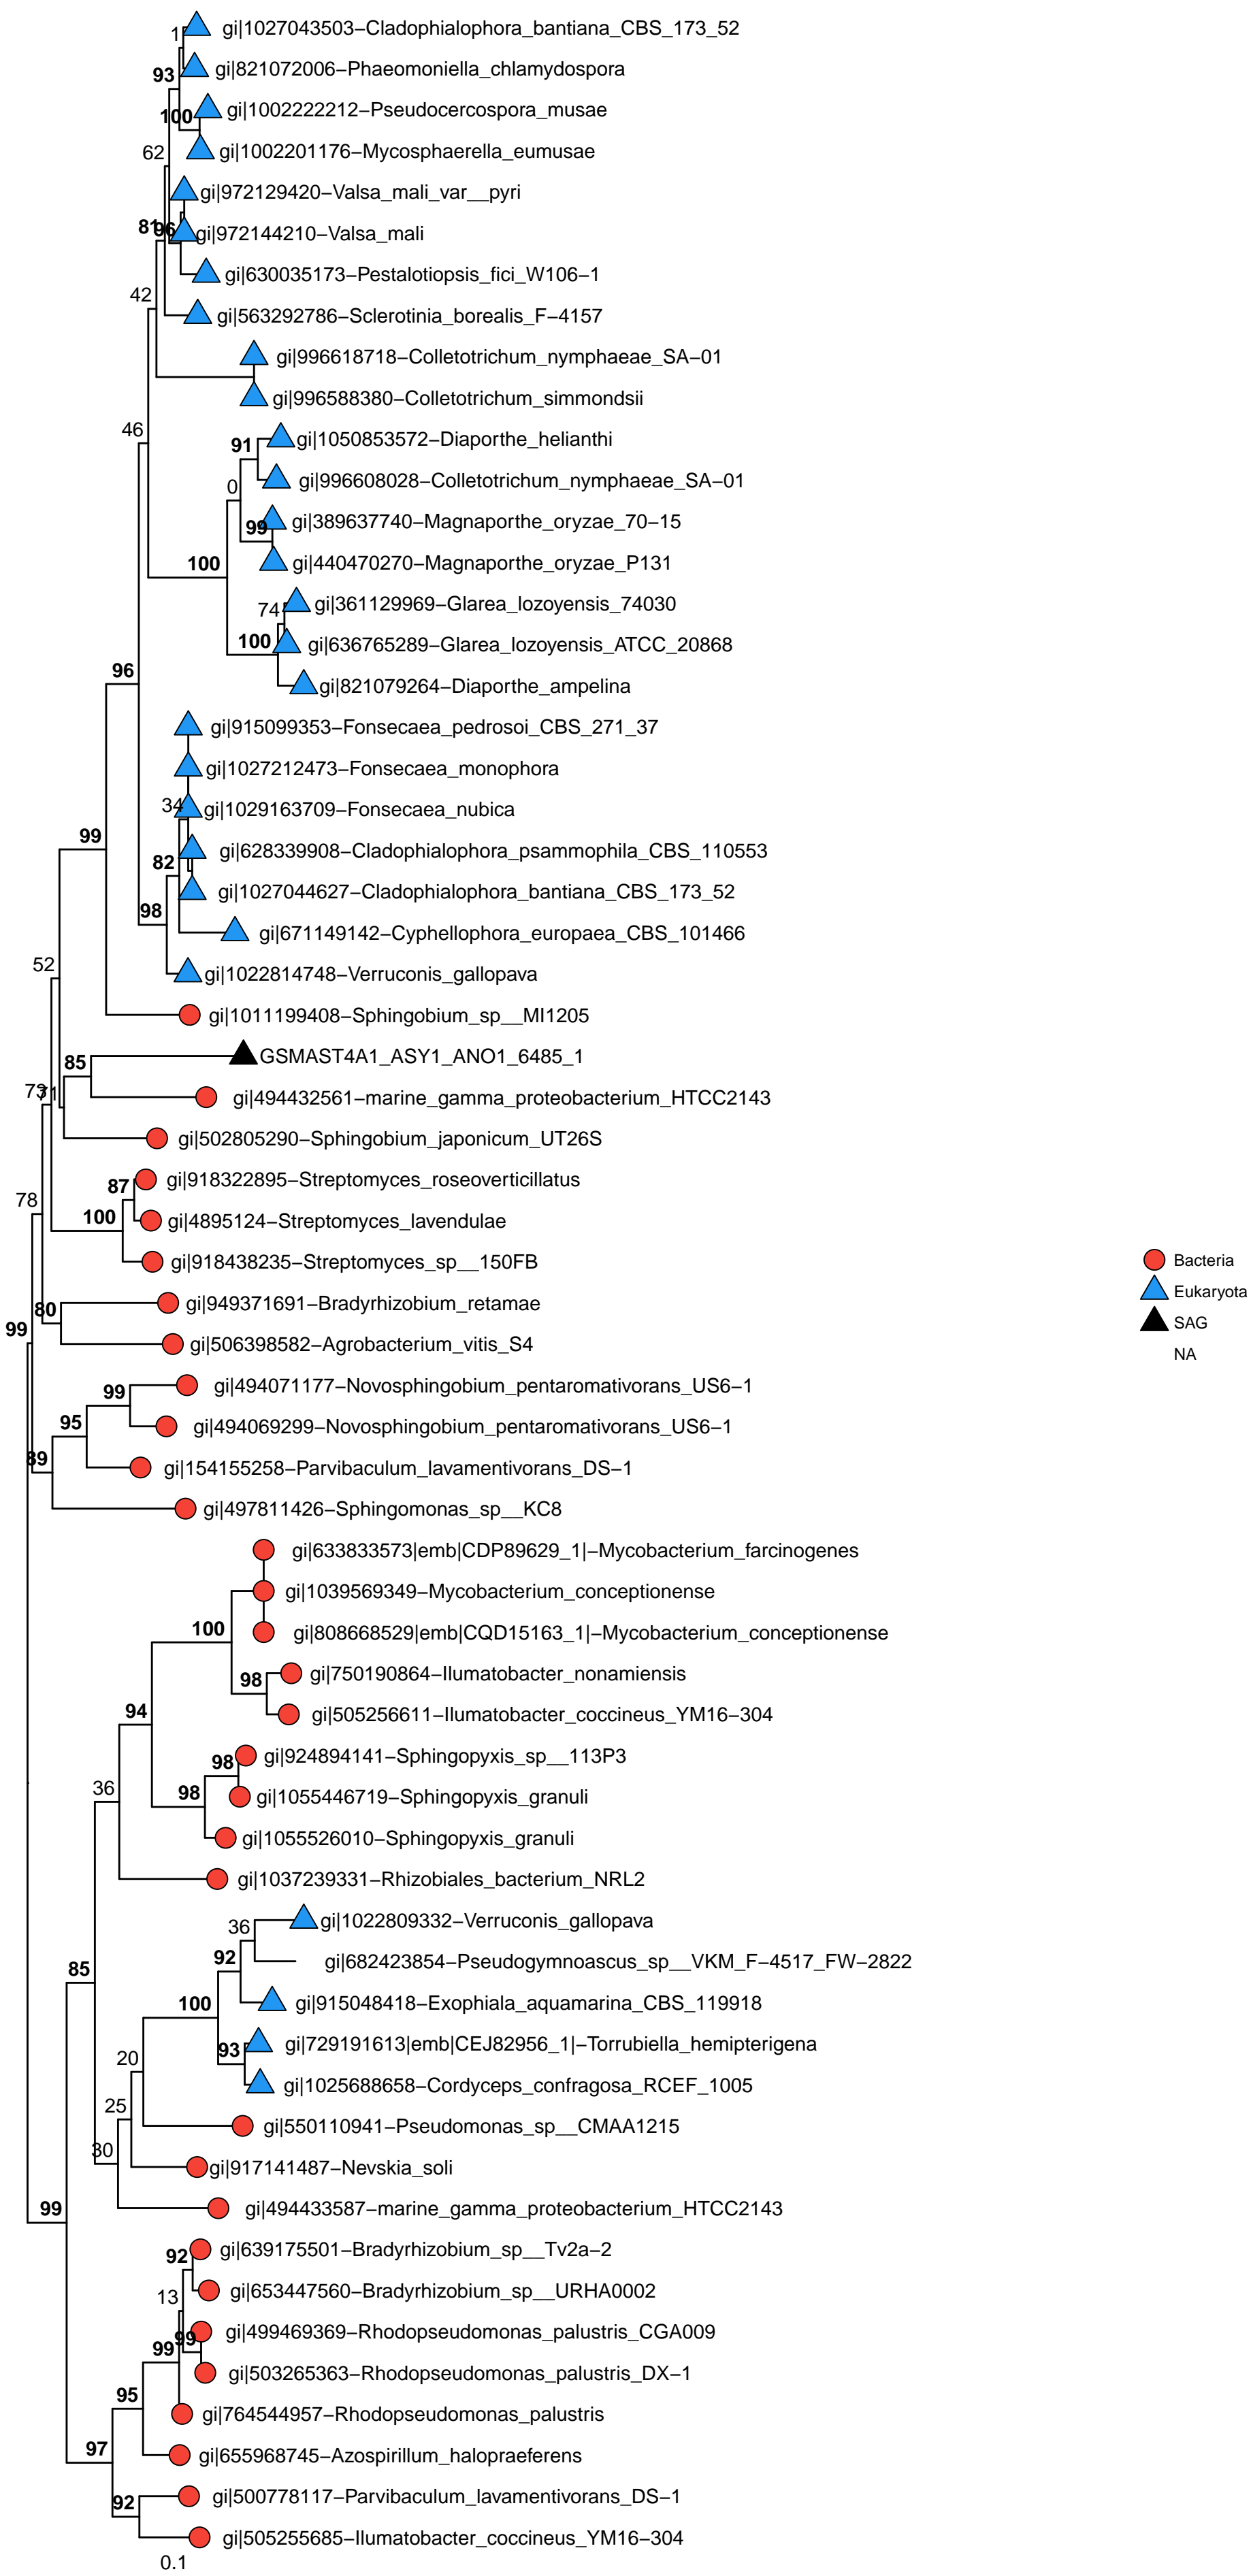 gi|1027043503–Cladophialophora_bantiana_CBS_173_52
1
gi|821072006–Phaeomoniella_chlamydospora
93
gi|1002222212–Pseudocercospora_musae
100
gi|1002201176–Mycosphaerella_eumusae
62
gi|972129420–Valsa_mali_var__pyri
81
96
gi|972144210–Valsa_mali
gi|630035173–Pestalotiopsis_fici_W106−1
42
gi|563292786–Sclerotinia_borealis_F−4157
gi|996618718–Colletotrichum_nymphaeae_SA−01
gi|996588380–Colletotrichum_simmondsii
46
gi|1050853572–Diaporthe_helianthi
91
gi|996608028–Colletotrichum_nymphaeae_SA−01
0
gi|389637740–Magnaporthe_oryzae_70−15
99
gi|440470270–Magnaporthe_oryzae_P131
100
gi|361129969–Glarea_lozoyensis_74030
74
gi|636765289–Glarea_lozoyensis_ATCC_20868
100
96
gi|821079264–Diaporthe_ampelina
gi|915099353–Fonsecaea_pedrosoi_CBS_271_37
gi|1027212473–Fonsecaea_monophora
34
gi|1029163709–Fonsecaea_nubica
99
gi|628339908–Cladophialophora_psammophila_CBS_110553
82
gi|1027044627–Cladophialophora_bantiana_CBS_173_52
98
gi|671149142–Cyphellophora_europaea_CBS_101466
52
gi|1022814748–Verruconis_gallopava
gi|1011199408–Sphingobium_sp__MI1205
GSMAST4A1_ASY1_ANO1_6485_1
85
73
71
gi|494432561–marine_gamma_proteobacterium_HTCC2143
gi|502805290–Sphingobium_japonicum_UT26S
gi|918322895–Streptomyces_roseoverticillatus
87
78
gi|4895124–Streptomyces_lavendulae
100
gi|918438235–Streptomyces_sp__150FB
Bacteria
Eukaryota
gi|949371691–Bradyrhizobium_retamae
80
SAG
99
gi|506398582–Agrobacterium_vitis_S4
NA
gi|494071177–Novosphingobium_pentaromativorans_US6−1
99
gi|494069299–Novosphingobium_pentaromativorans_US6−1
95
89
gi|154155258–Parvibaculum_lavamentivorans_DS−1
gi|497811426–Sphingomonas_sp__KC8
gi|633833573|emb|CDP89629_1|–Mycobacterium_farcinogenes
gi|1039569349–Mycobacterium_conceptionense
100
gi|808668529|emb|CQD15163_1|–Mycobacterium_conceptionense
gi|750190864–Ilumatobacter_nonamiensis
98
94
gi|505256611–Ilumatobacter_coccineus_YM16−304
gi|924894141–Sphingopyxis_sp__113P3
98
36
98
gi|1055446719–Sphingopyxis_granuli
gi|1055526010–Sphingopyxis_granuli
gi|1037239331–Rhizobiales_bacterium_NRL2
gi|1022809332–Verruconis_gallopava
36
92
gi|682423854–Pseudogymnoascus_sp__VKM_F−4517_FW−2822
85
100
gi|915048418–Exophiala_aquamarina_CBS_119918
gi|729191613|emb|CEJ82956_1|–Torrubiella_hemipterigena
93
20
gi|1025688658–Cordyceps_confragosa_RCEF_1005
25
gi|550110941–Pseudomonas_sp__CMAA1215
30
gi|917141487–Nevskia_soli
99
gi|494433587–marine_gamma_proteobacterium_HTCC2143
gi|639175501–Bradyrhizobium_sp__Tv2a−2
92
gi|653447560–Bradyrhizobium_sp__URHA0002
13
gi|499469369–Rhodopseudomonas_palustris_CGA009
99
99
gi|503265363–Rhodopseudomonas_palustris_DX−1
95
gi|764544957–Rhodopseudomonas_palustris
97
gi|655968745–Azospirillum_halopraeferens
gi|500778117–Parvibaculum_lavamentivorans_DS−1
92
gi|505255685–Ilumatobacter_coccineus_YM16−304
0.1